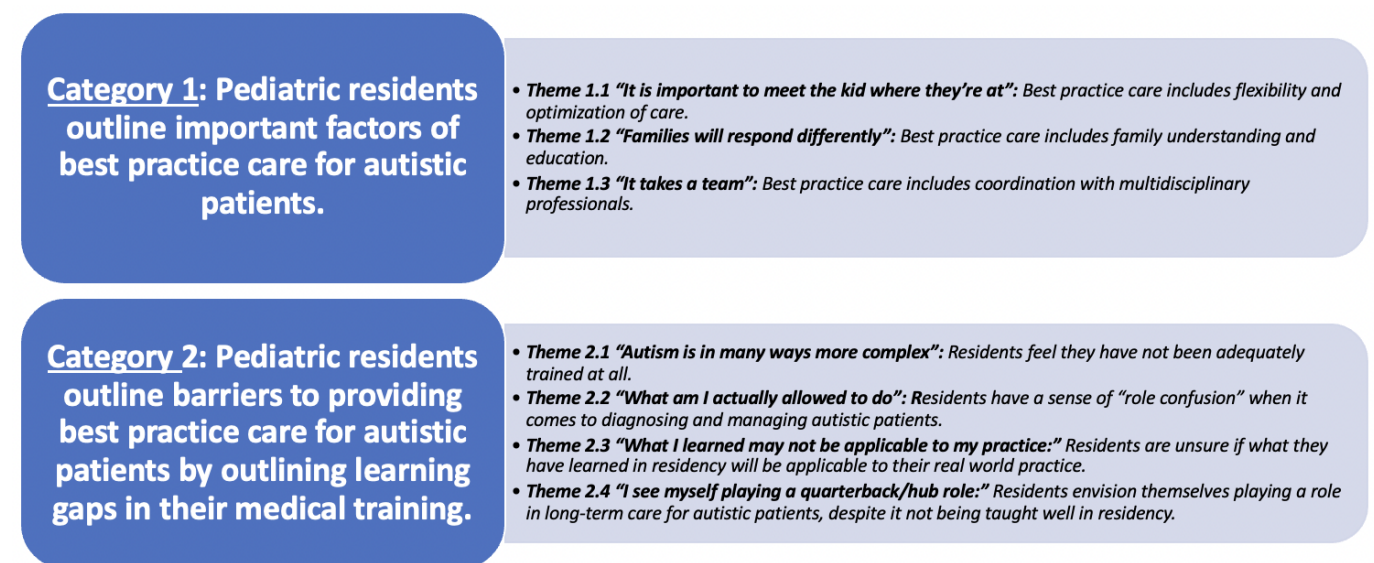 Category 1: Pediatric residents
outline important factors of
best practice care for autistic
patients.
• Theme 1.1 “It is important to meet the kid where they’re at”: Best practice care includes flexibility and
optimization of care.
• Theme 1.2 “Families will respond differently”: Best practice care includes family understanding and
education.
• Theme 1.3 “It takes a team”: Best practice care includes coordination with multidisciplinary
professionals.
Category 2: Pediatric residents
outline barriers to providing
best practice care for autistic
patients by outlining learning
gaps in their medical training.
• Theme 2.1 “Autism is in many ways more complex”: Residents feel they have not been adequately
trained at all.
• Theme 2.2 “What am I actually allowed to do”: Residents have a sense of “role confusion” when it
comes to diagnosing and managing autistic patients.
• Theme 2.3 “What I learned may not be applicable to my practice:” Residents are unsure if what they
have learned in residency will be applicable to their real world practice.
• Theme 2.4 “I see myself playing a quarterback/hub role:” Residents envision themselves playing a role
in long-term care for autistic patients, despite it not being taught well in residency.